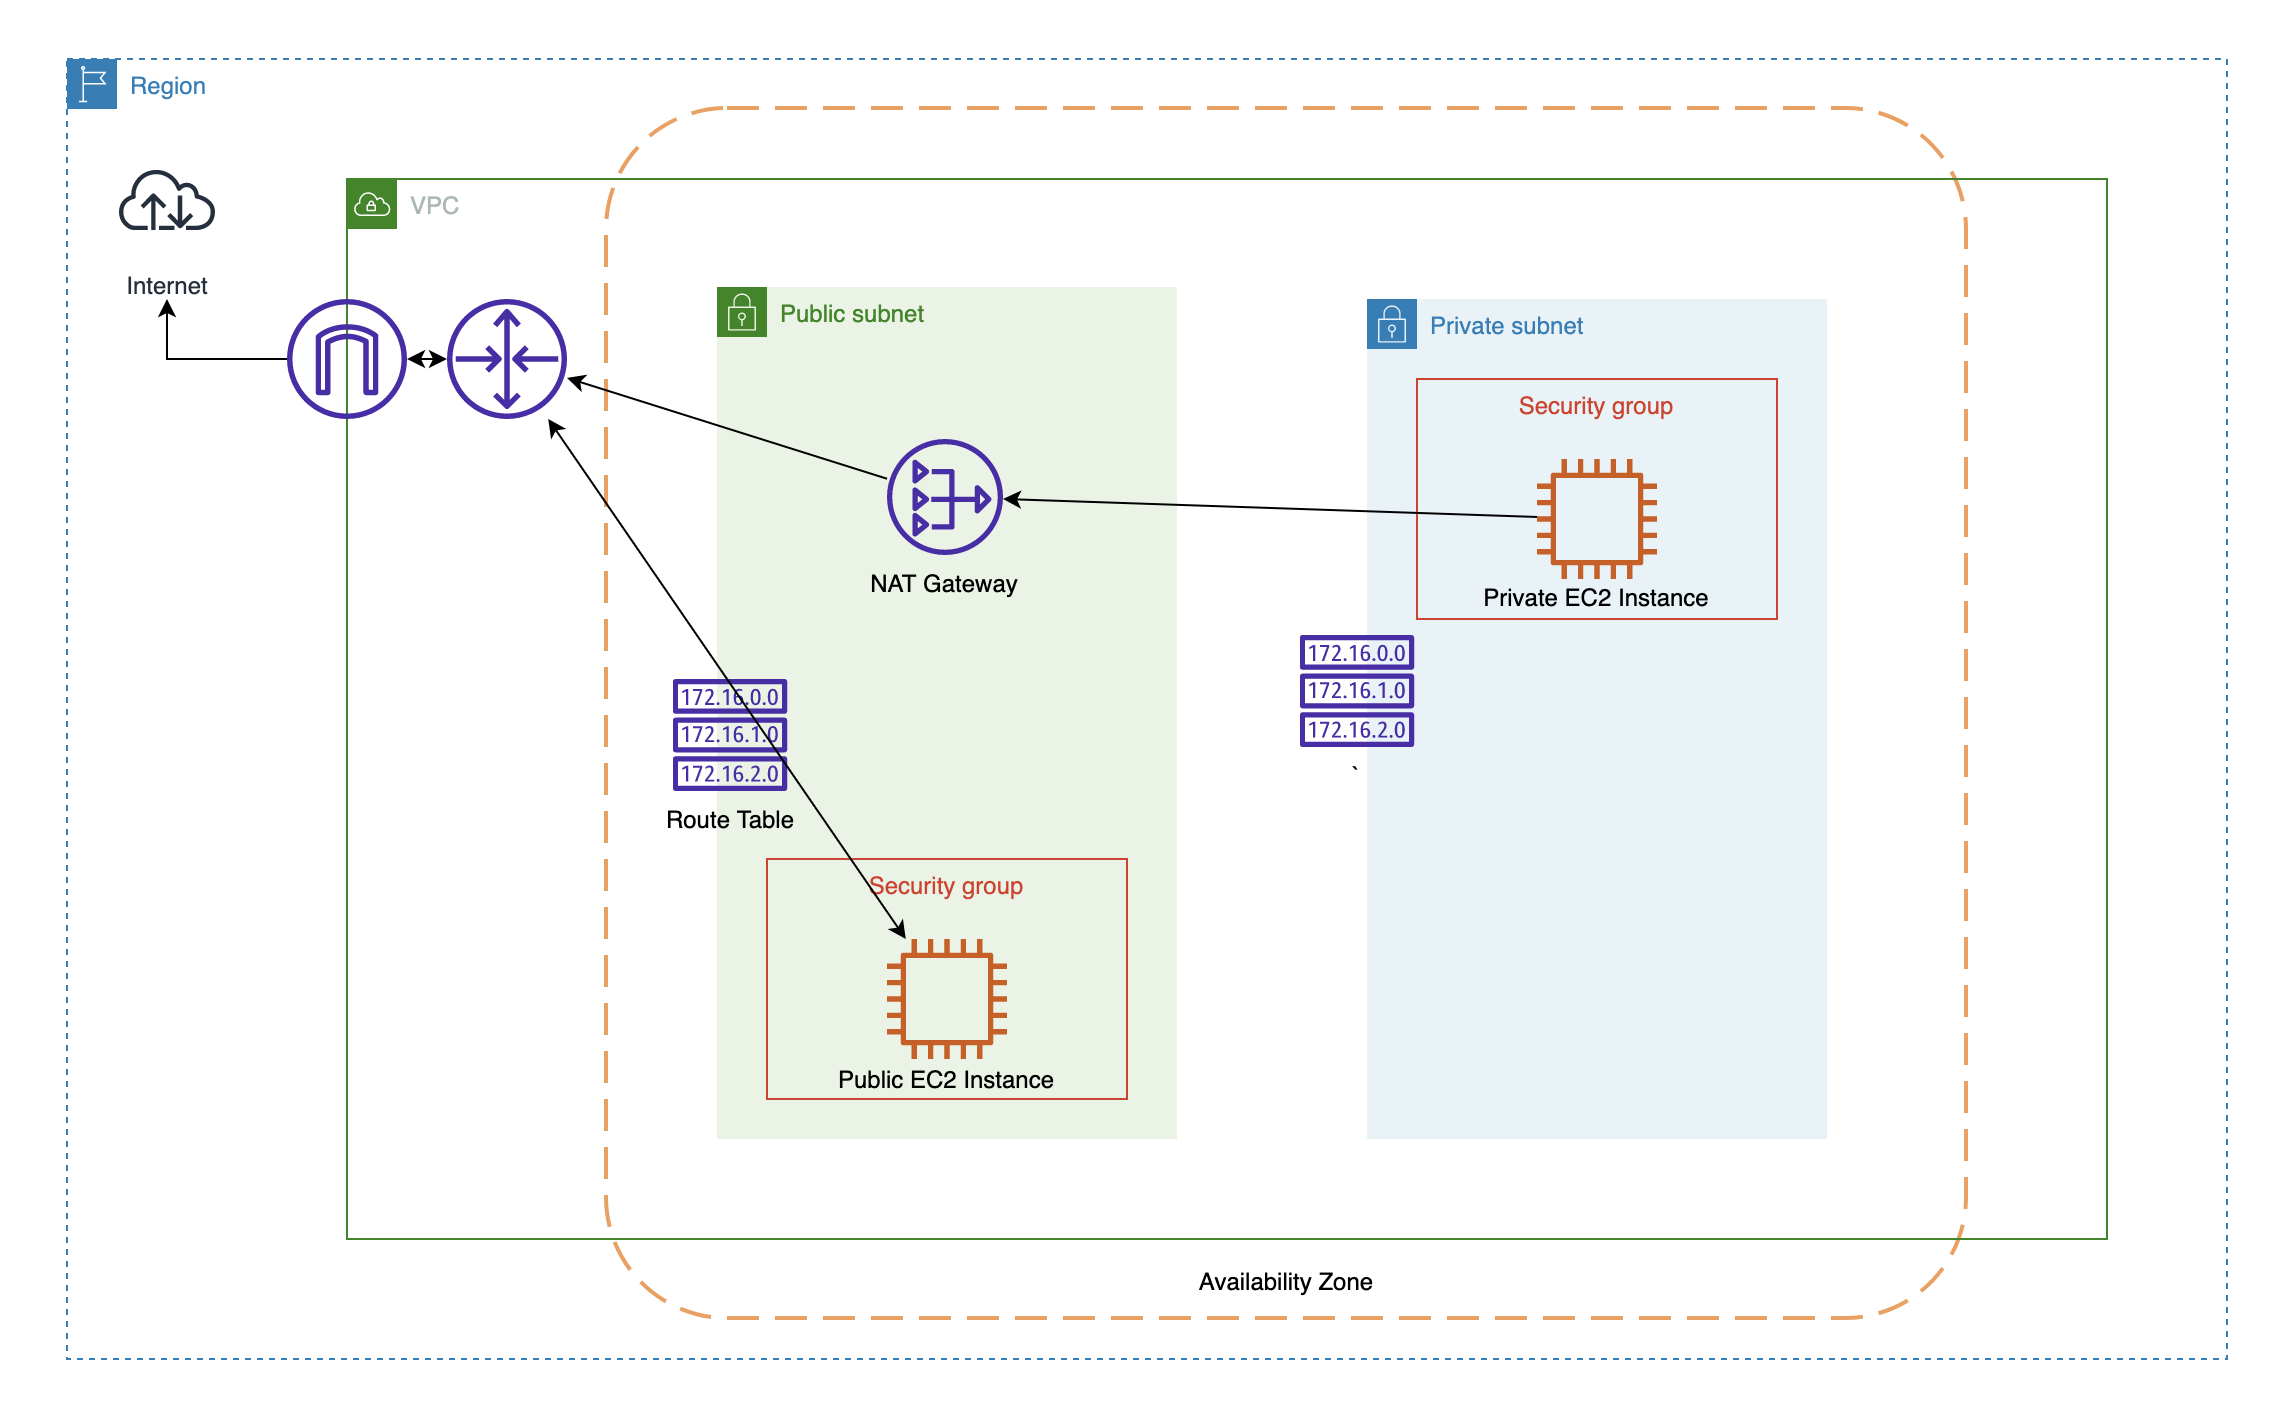 Region
VPC
Internet
Public subnet
Private subnet
Security group
NAT Gateway
Private EC2 Instance
172.16.0.0
172.16.1.0
172.16.2.0
`
172.16.0.0
172.16.1.0
172.16.2.0
Route Table
Security group
Public EC2 Instance
Availability Zone